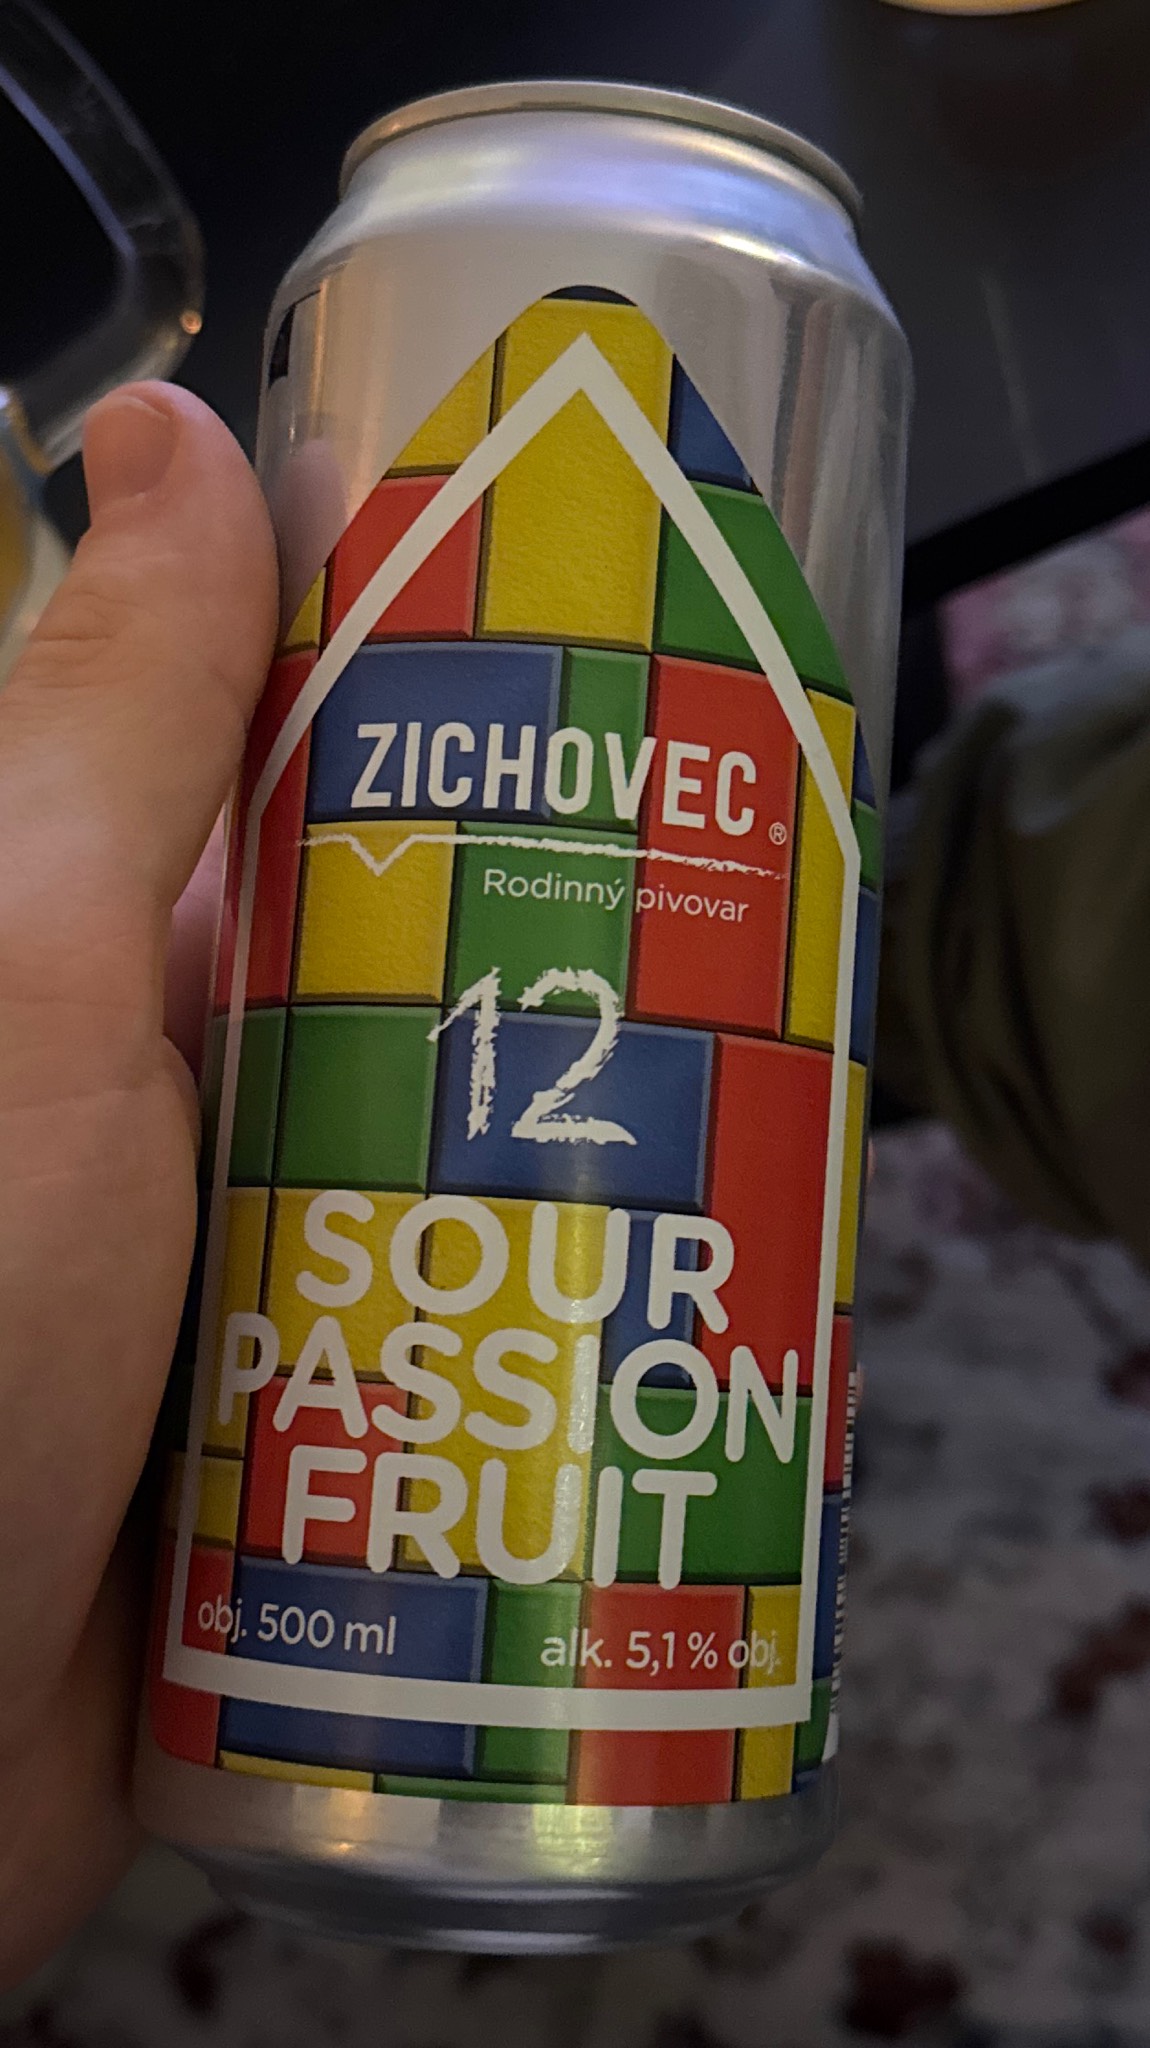 ZICHOVEC®
Rodinný pivovar
12
SOUR
PASSION
FRUIT
obj. 500 ml
alk. 5,1 % obj.